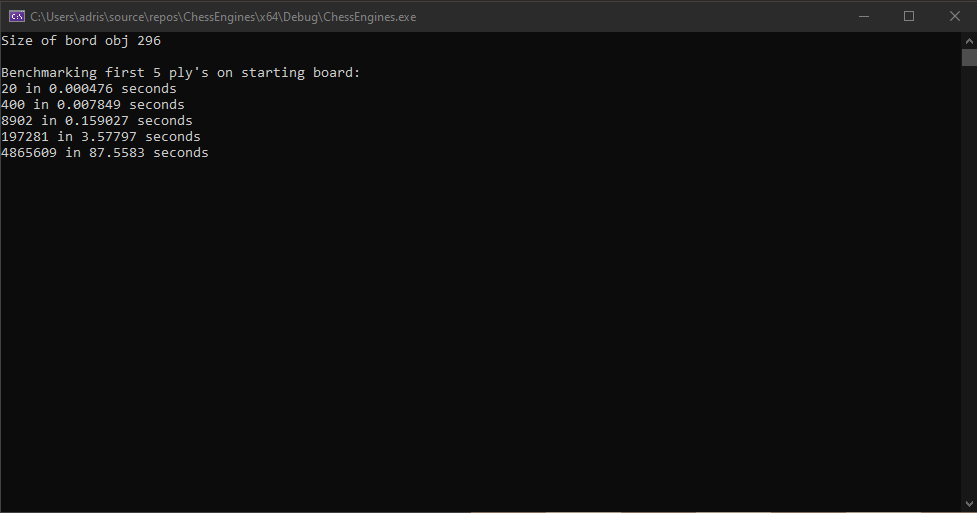 C:\Users\adris\source\repos\ChessEngines\x64\Debug\ChessEngines.exe
Size of bord obj 296
Benchmarking first 5 ply's on starting board:
20 in 0.000476 seconds
400 in 0.007849 seconds
8902 in 0.159027 seconds
197281 in 3.57797 seconds
4865609 in 87.5583 seconds